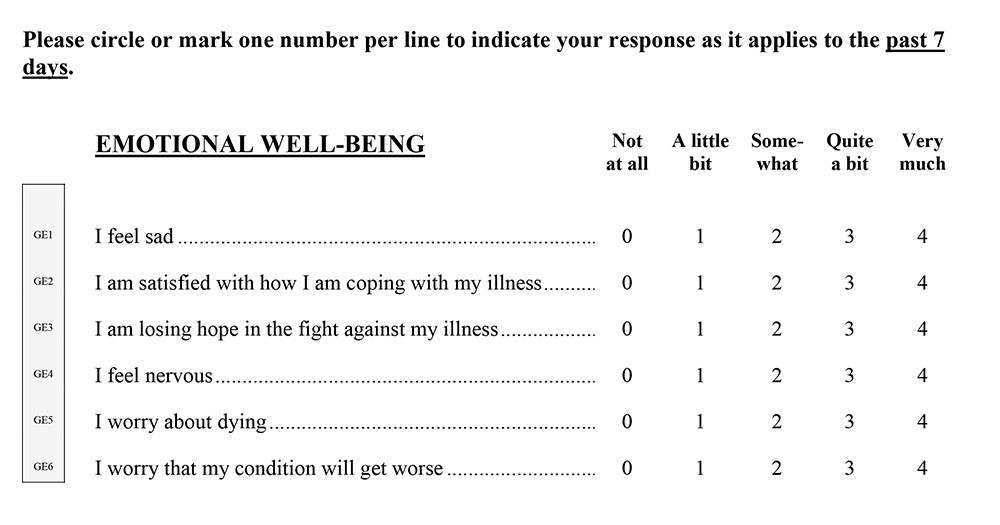 Please circle or mark one number per line to indicate your response as it applies to the past 7
days.
EMOTIONAL WELL-BEING Not at all A little bit Some-what Quite a bit Very much
GE1 I feel sad 0 1 2 3 4
GE2 I am satisfied with how I am coping with my illness 0 1 2 3 4
GE3 I am losing hope in the fight against my illness 0 1 2 3 4
GE4 I feel nervous 0 1 2 3 4
GE5 I worry about dying 0 1 2 3 4
GE6 I worry that my condition will get worse 0 1 2 3 4